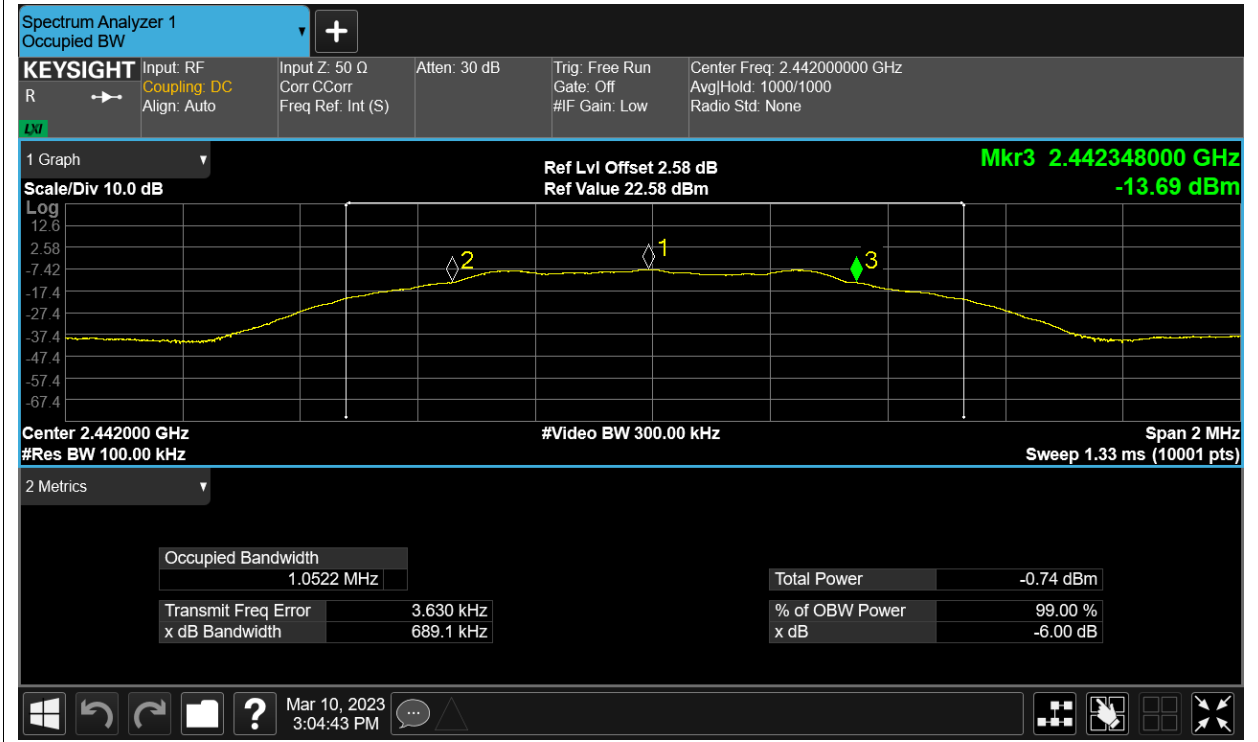 Spectrum Analyzer 1
Occupied BW
KEYSIGHT
R
LXI
Input: RF
Coupling: DC
Align: Auto
Input Z: 50 Ω
Corr CCorr
Freq Ref: Int (S)
Atten: 30 dB
Trig: Free Run
Gate: Off
#IF Gain: Low
Center Freq: 2.442000000 GHz
Avg|Hold: 1000/1000
Radio Std: None
1 Graph
Scale/Div 10.0 dB
Ref Lvl Offset 2.58 dB
Ref Value 22.58 dBm
Mkr3 2.442348000 GHz
-13.69 dBm
Log
12.6
2.58
-7.42
-17.4
-27.4
-37.4
-47.4
-57.4
-67.4
2
1
3
Center 2.442000 GHz
#Video BW 300.00 kHz
Span 2 MHz
#Res BW 100.00 kHz
Sweep 1.33 ms (10001 pts)
2 Metrics
Occupied Bandwidth
1.0522 MHz
Total Power -0.74 dBm
Transmit Freq Error 3.630 kHz
% of OBW Power 99.00 %
x dB Bandwidth 689.1 kHz
x dB -6.00 dB
?
Mar 10, 2023
3:04:43 PM